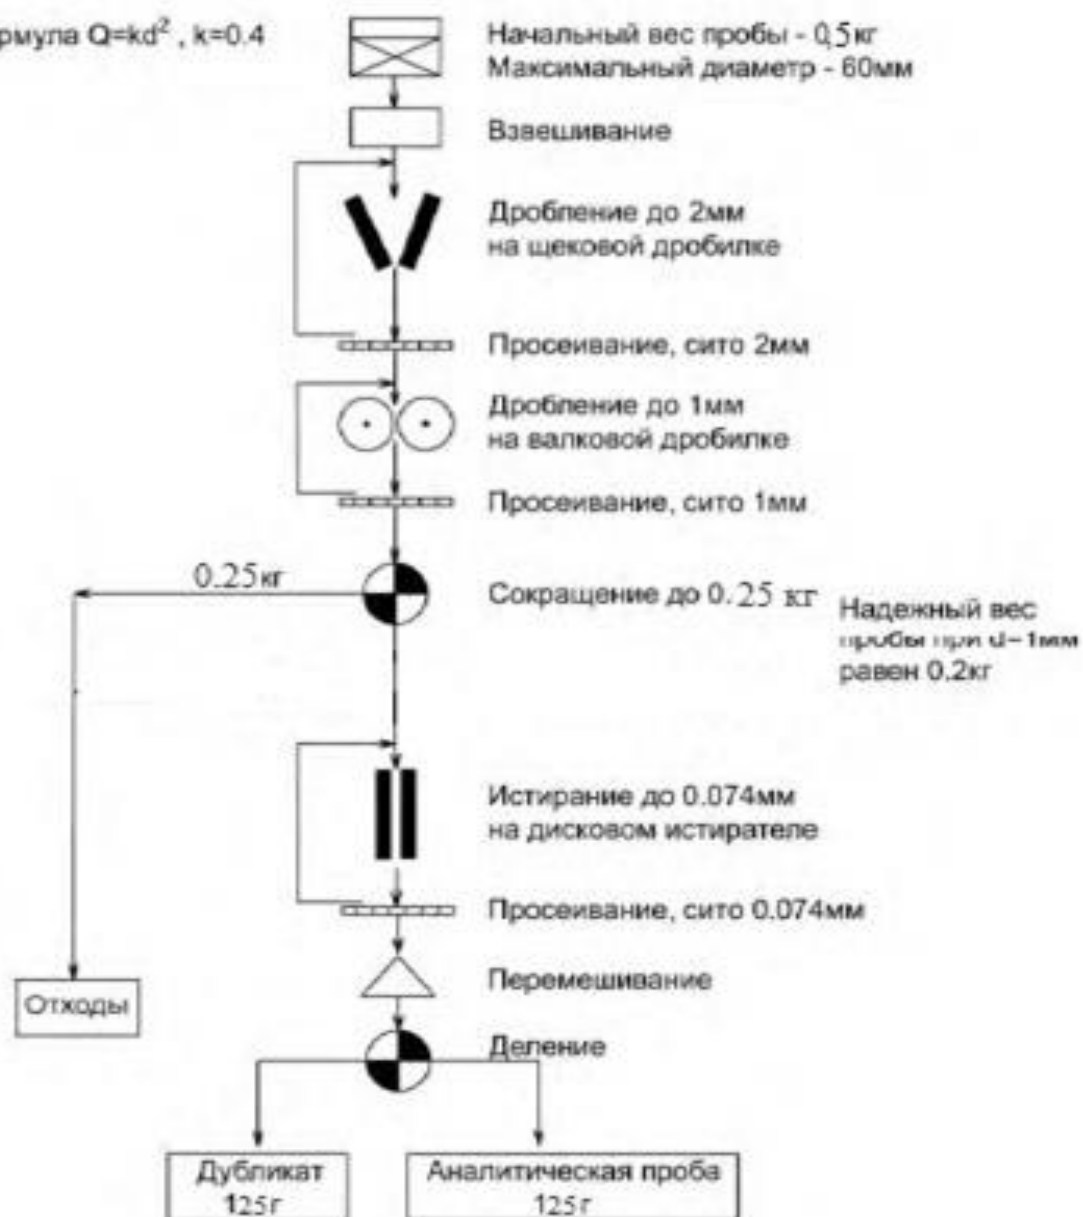 рмула Q=kd², k=0.4
Начальный вес пробы - 0,5кг
Максимальный диаметр - 60мм
Взвешивание
Дробление до 2мм
на щековой дробилке
Просеивание, сито 2мм
Дробление до 1мм
на валковой дробилке
Просеивание, сито 1мм
0.25кг
Сокращение до 0.25 кг
Надежный вес
пробы при d=1мм
равен 0.2кг
Истирание до 0.074мм
на дисковом истирателе
Просеивание, сито 0.074мм
Перемешивание
Отходы
Деление
Дубликат
125г
Аналитическая проба
125г